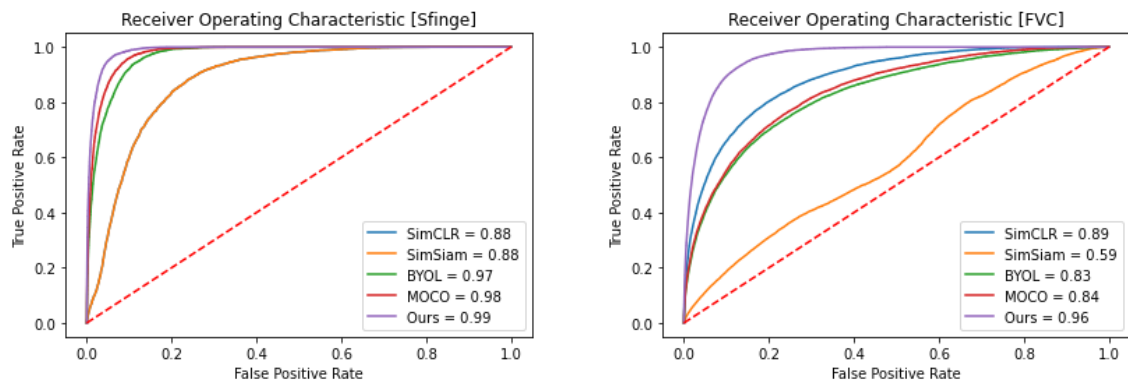 Receiver Operating Characteristic [Sfinge]
True Positive Rate
1.0
0.8
0.6
0.4
0.2
0.0
SimCLR = 0.88
SimSiam = 0.88
BYOL = 0.97
MOCO = 0.98
Ours = 0.99
0.0 0.2 0.4 0.6 0.8 1.0
False Positive Rate
Receiver Operating Characteristic [FVC]
True Positive Rate
1.0
0.8
0.6
0.4
0.2
0.0
SimCLR = 0.89
SimSiam = 0.59
BYOL = 0.83
MOCO = 0.84
Ours = 0.96
0.0 0.2 0.4 0.6 0.8 1.0
False Positive Rate